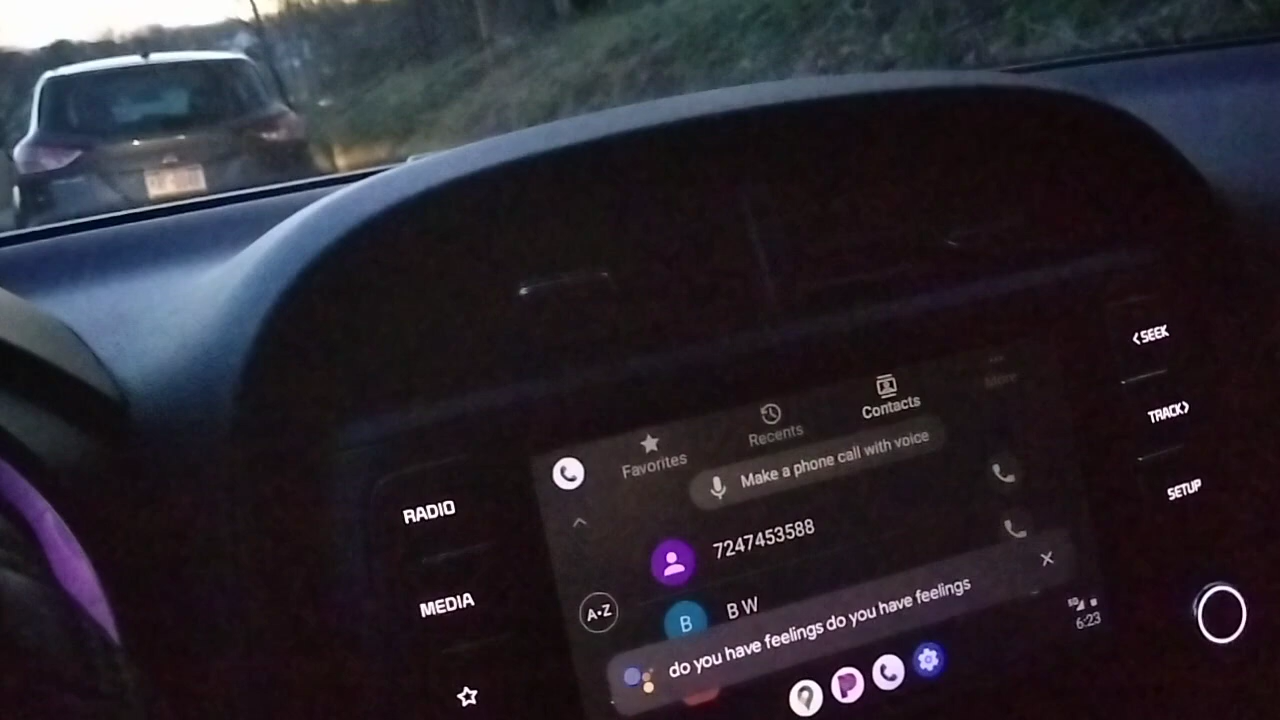 <SEEK
Contacts
Recents
Favorites
Make a phone call with voice
TRACK>
RADIO
SETUP
7247453588
A-Z
B W
B
MEDIA
do you have feelings do you have feelings
6:23